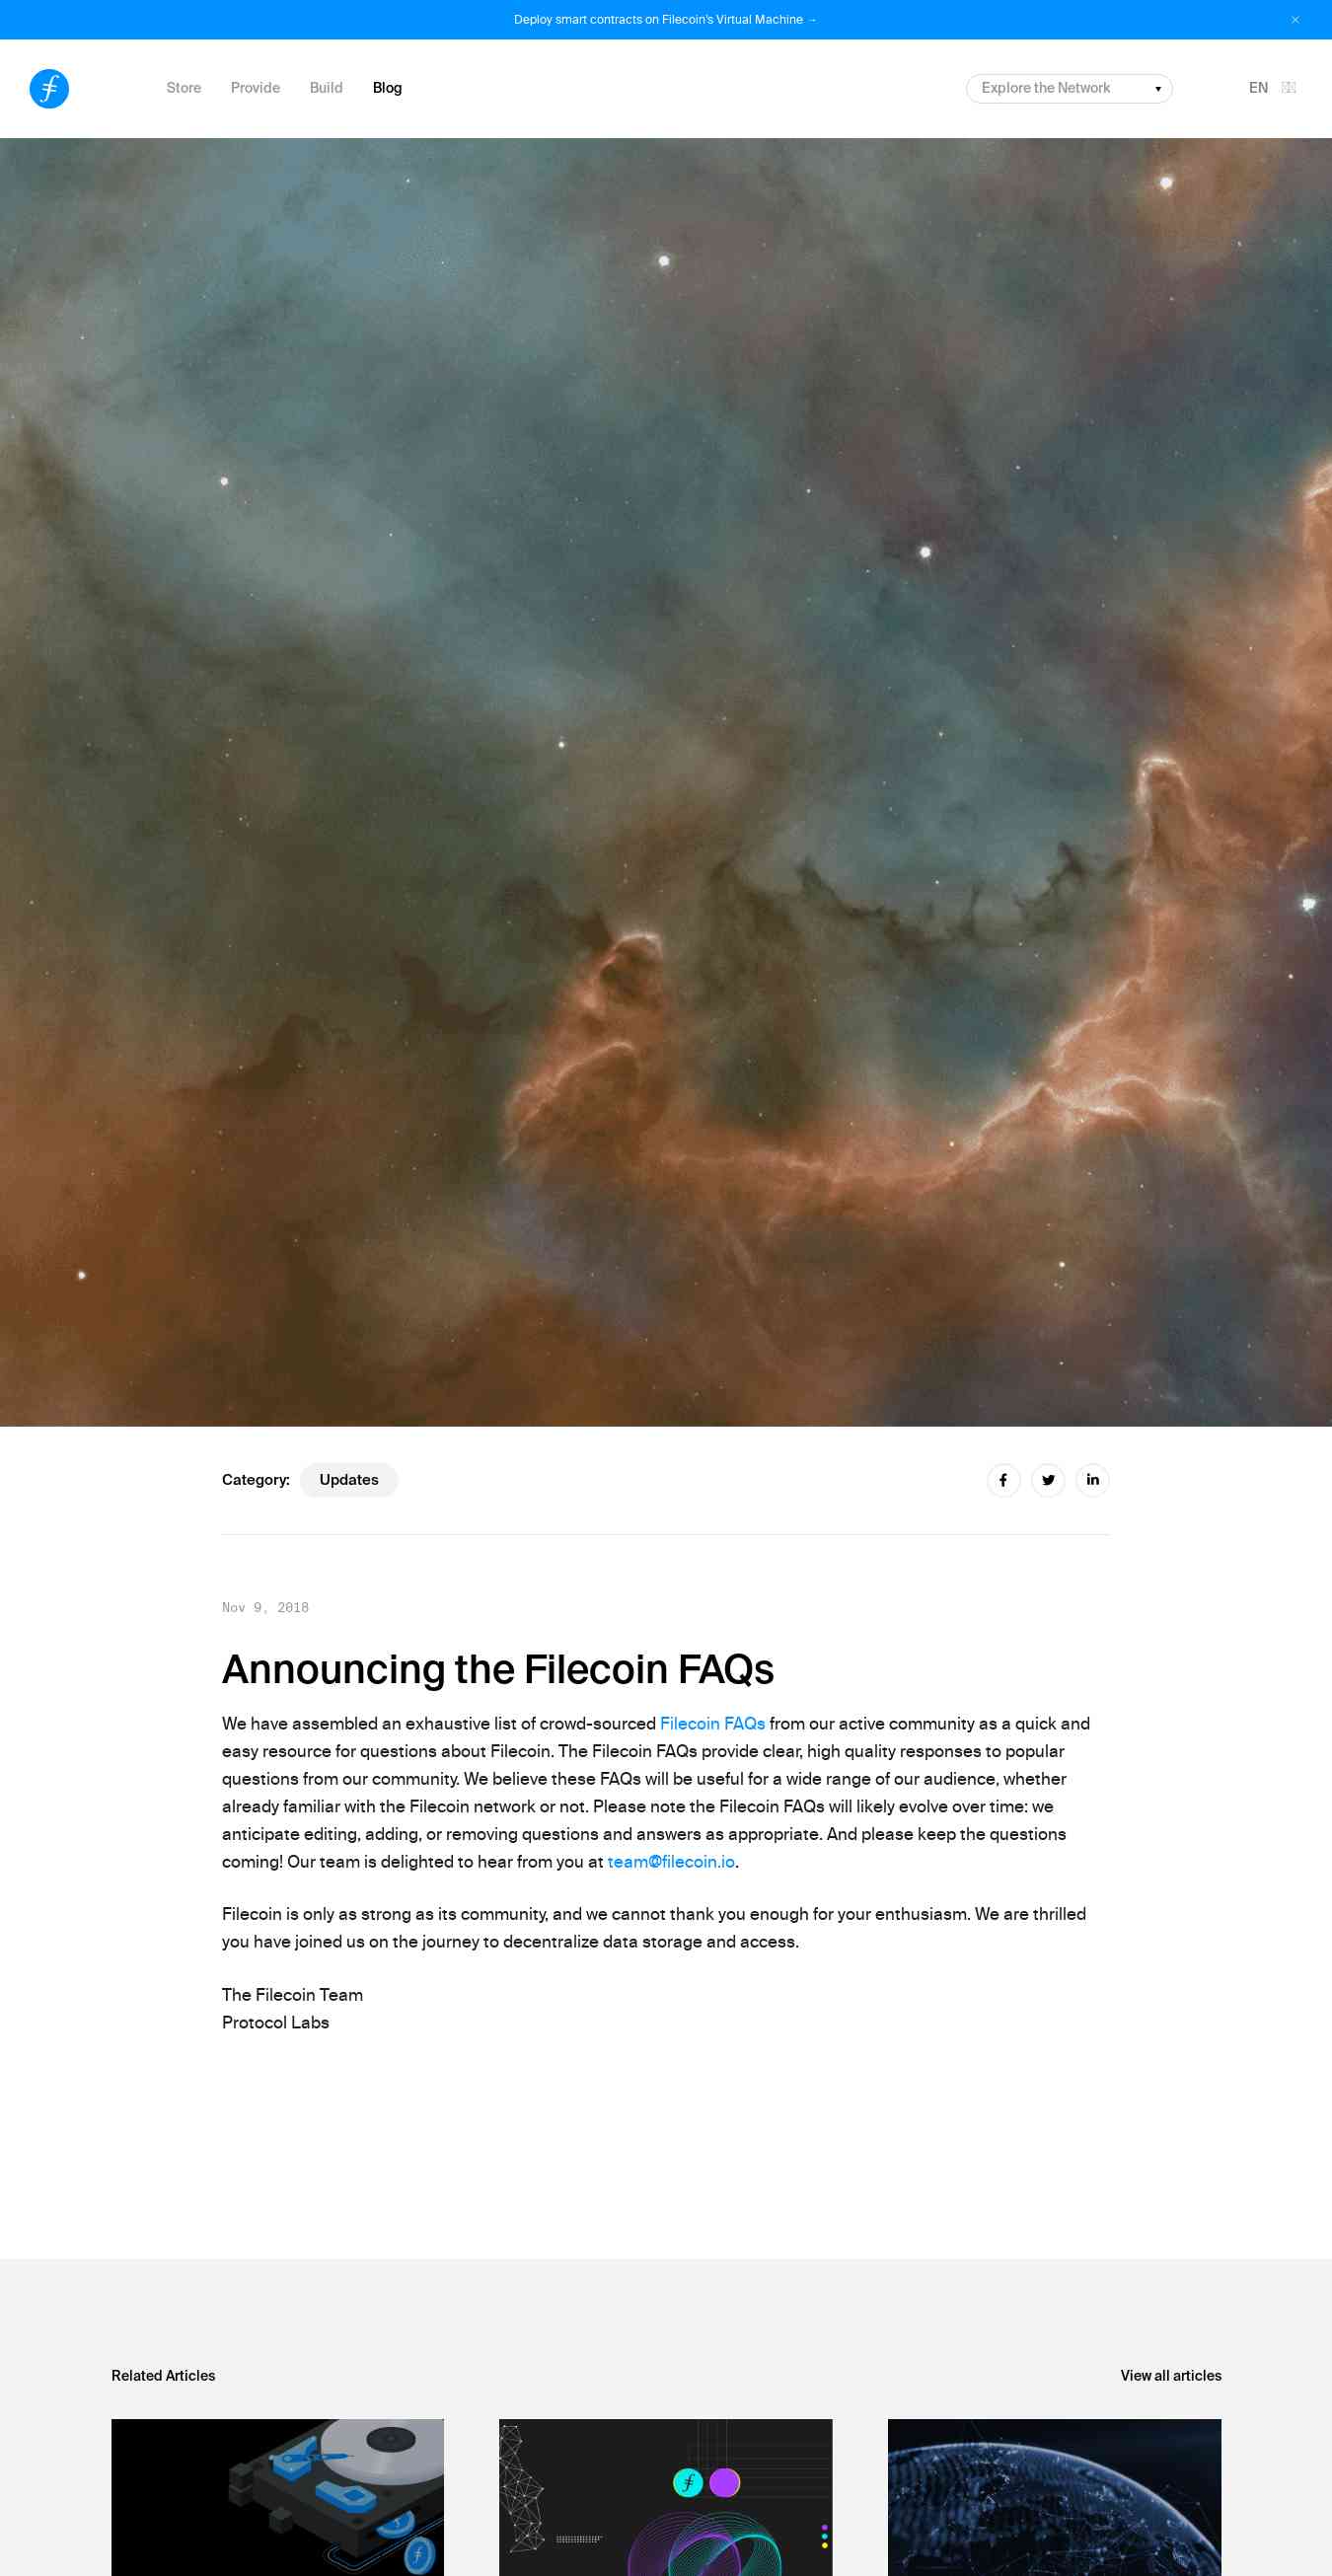 Deploy smart contracts on Filecoin's Virtual Machine →
Store
Provide
Build
Blog
Explore the Network
EN
Category:
Updates
Nov 9, 2018
Announcing the Filecoin FAQs
We have assembled an exhaustive list of crowd-sourced Filecoin FAQs from our active community as a quick and
easy resource for questions about Filecoin. The Filecoin FAQs provide clear, high quality responses to popular
questions from our community. We believe these FAQs will be useful for a wide range of our audience, whether
already familiar with the Filecoin network or not. Please note the Filecoin FAQs will likely evolve over time: we
anticipate editing, adding, or removing questions and answers as appropriate. And please keep the questions
coming! Our team is delighted to hear from you at team@filecoin.io.
Filecoin is only as strong as its community, and we cannot thank you enough for your enthusiasm. We are thrilled
you have joined us on the journey to decentralize data storage and access.
The Filecoin Team
Protocol Labs
Related Articles
View all articles